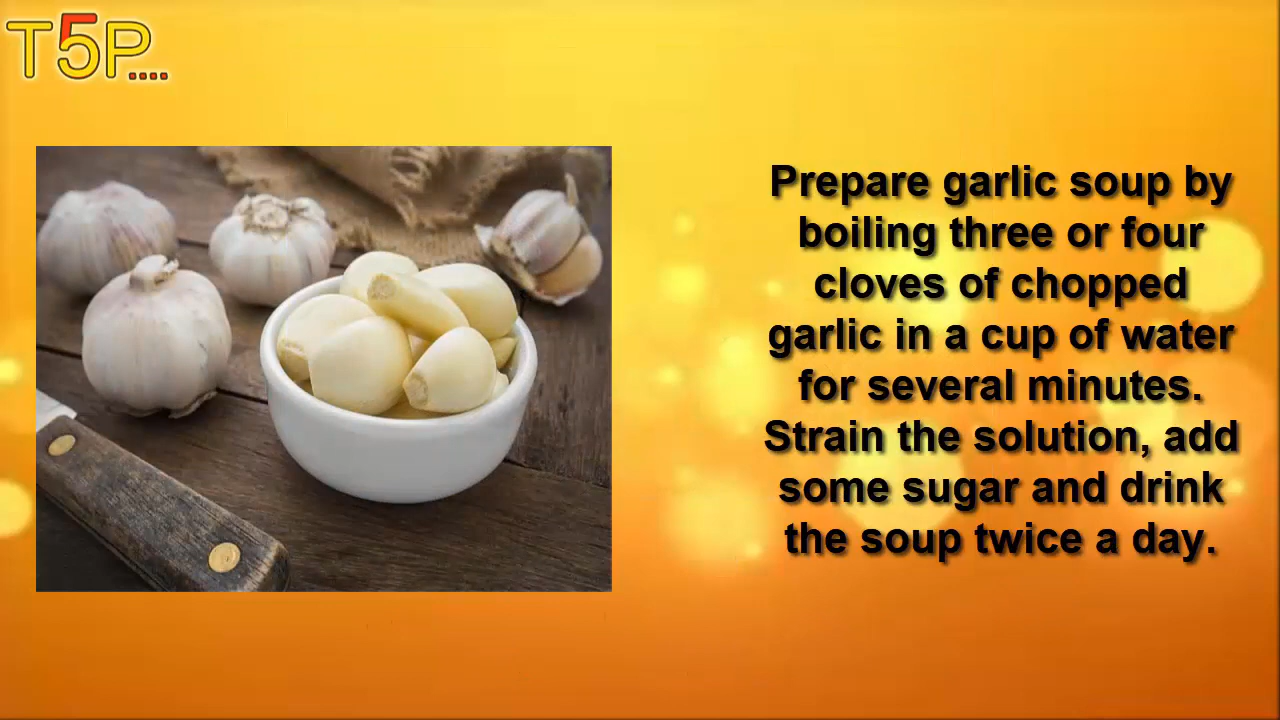 T5P....
Prepare garlic soup by
boiling three or four
cloves of chopped
garlic in a cup of water
for several minutes.
Strain the solution, add
some sugar and drink
the soup twice a day.